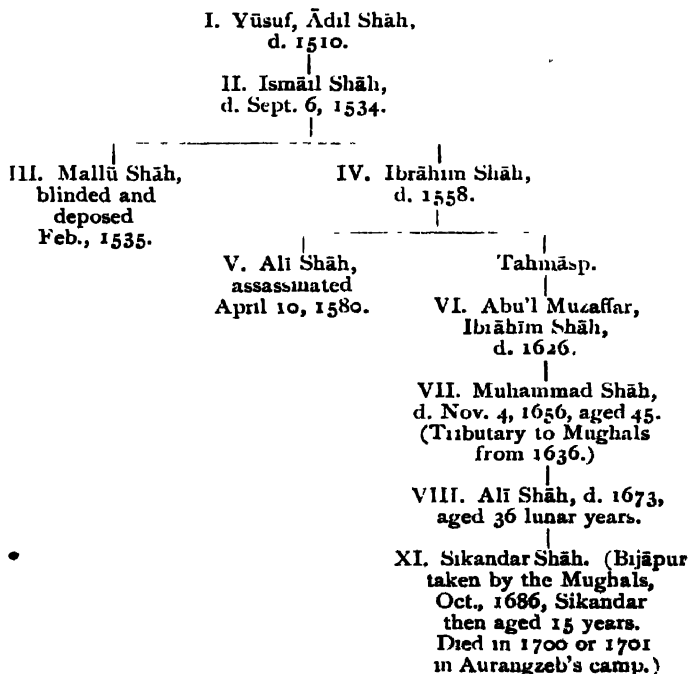 I. Yūsuf, Ādil Shāh,
d. 1510.
II. Ismāil Shāh,
d. Sept. 6, 1534.
III. Mallū Shāh,
blinded and
deposed
Feb., 1535.
IV. Ibrāhim Shāh,
d. 1558.
V. Alī Shāh,
assassinated
April 10, 1580.
Tahmāsp.
VI. Abu'l Muzaffar,
Ibrāhīm Shāh,
d. 1626.
VII. Muhammad Shāh,
d. Nov. 4, 1656, aged 45.
(Tributary to Mughals
from 1636.)
VIII. Alī Shāh, d. 1673,
aged 36 lunar years.
XI. Sikandar Shāh. (Bijāpur
taken by the Mughals,
Oct., 1686, Sikandar
then aged 15 years.
Died in 1700 or 1701
in Aurangzeb's camp.)